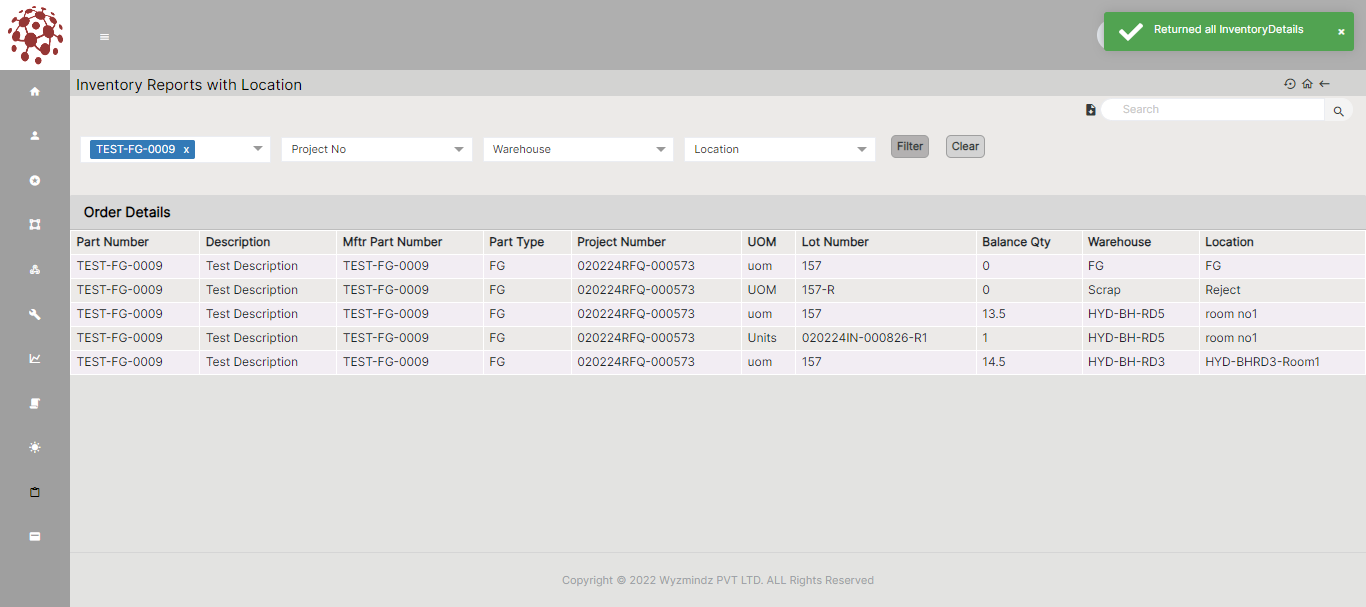 Returned all InventoryDetails ×
Inventory Reports with Location
Search
TEST-FG-0009 x Project No Warehouse Location Filter Clear
Order Details
Part Number Description Mftr Part Number Part Type Project Number UOM Lot Number Balance Qty Warehouse Location
TEST-FG-0009 Test Description TEST-FG-0009 FG 020224RFQ-000573 uom 157 0 FG FG
TEST-FG-0009 Test Description TEST-FG-0009 FG 020224RFQ-000573 UOM 157-R 0 Scrap Reject
TEST-FG-0009 Test Description TEST-FG-0009 FG 020224RFQ-000573 uom 157 13.5 HYD-BH-RD5 room no1
TEST-FG-0009 Test Description TEST-FG-0009 FG 020224RFQ-000573 Units 020224IN-000826-R1 1 HYD-BH-RD5 room no1
TEST-FG-0009 Test Description TEST-FG-0009 FG 020224RFQ-000573 uom 157 14.5 HYD-BH-RD3 HYD-BHRD3-Room1
Copyright © 2022 Wyzmindz PVT LTD. ALL Rights Reserved